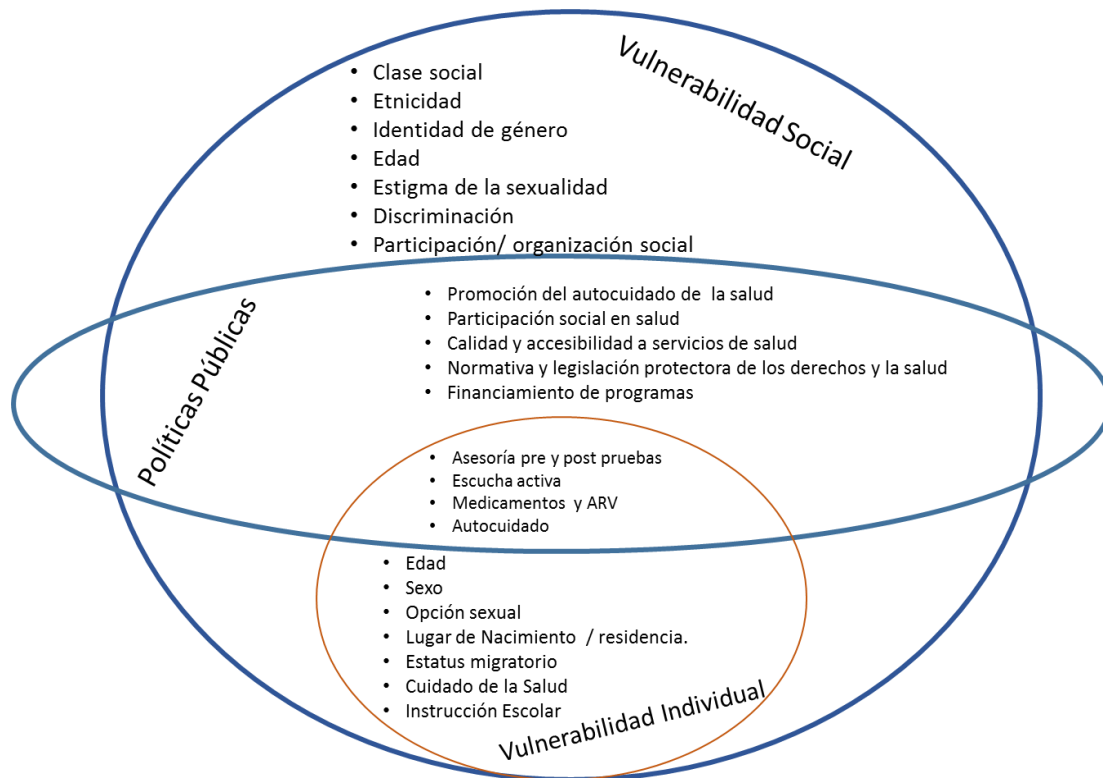 Vulnerabilidad Social
• Clase social
• Etnicidad
• Identidad de género
• Edad
• Estigma de la sexualidad
• Discriminación
• Participación/ organización social
Políticas Públicas
• Promoción del autocuidado de la salud
• Participación social en salud
• Calidad y accesibilidad a servicios de salud
• Normativa y legislación protectora de los derechos y la salud
• Financiamiento de programas
• Asesoría pre y post pruebas
• Escucha activa
• Medicamentos y ARV
• Autocuidado
• Edad
• Sexo
• Opción sexual
• Lugar de Nacimiento / residencia.
• Estatus migratorio
• Cuidado de la Salud
• Instrucción Escolar
Vulnerabilidad Individual